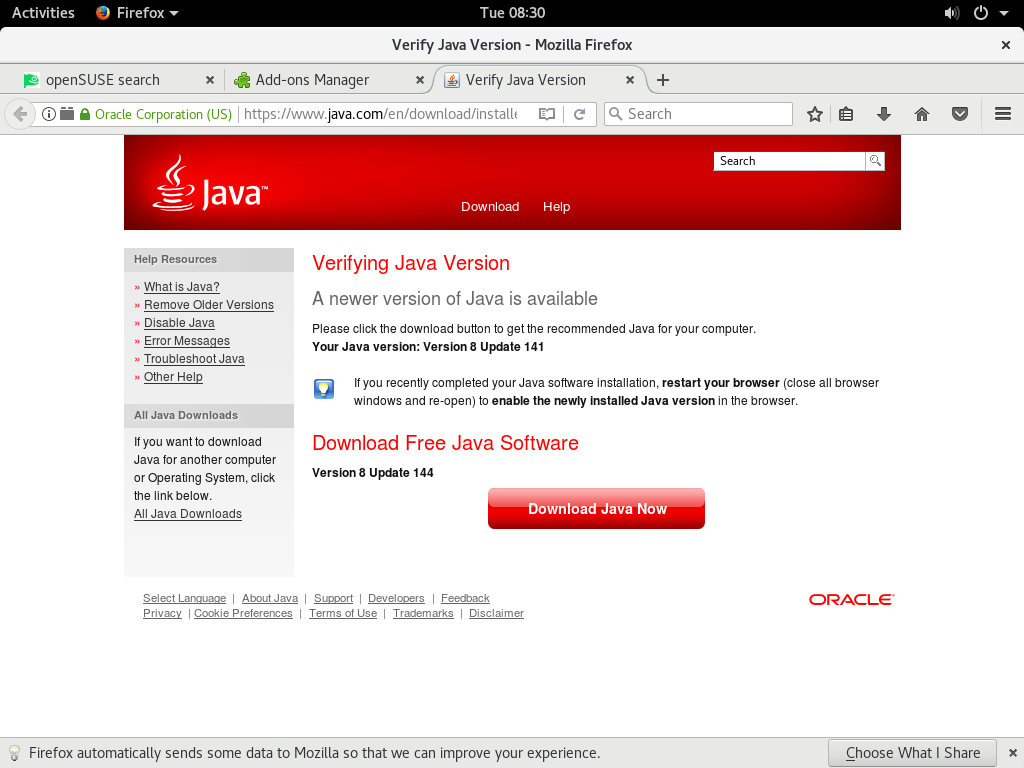 Activities Firefox Tue 08:30
Verify Java Version - Mozilla Firefox
openSUSE search Add-ons Manager Verify Java Version
Oracle Corporation (US) https://www.java.com/en/download/installe Search
Java™
Search
Download Help
Help Resources
» What is Java?
» Remove Older Versions
» Disable Java
» Error Messages
» Troubleshoot Java
» Other Help
All Java Downloads
If you want to download
Java for another computer
or Operating System, click
the link below.
All Java Downloads
Verifying Java Version
A newer version of Java is available
Please click the download button to get the recommended Java for your computer.
Your Java version: Version 8 Update 141
If you recently completed your Java software installation, restart your browser (close all browser
windows and re-open) to enable the newly installed Java version in the browser.
Download Free Java Software
Version 8 Update 144
Download Java Now
Select Language | About Java | Support | Developers | Feedback
Privacy | Cookie Preferences | Terms of Use | Trademarks | Disclaimer
ORACLE
Firefox automatically sends some data to Mozilla so that we can improve your experience. Choose What I Share